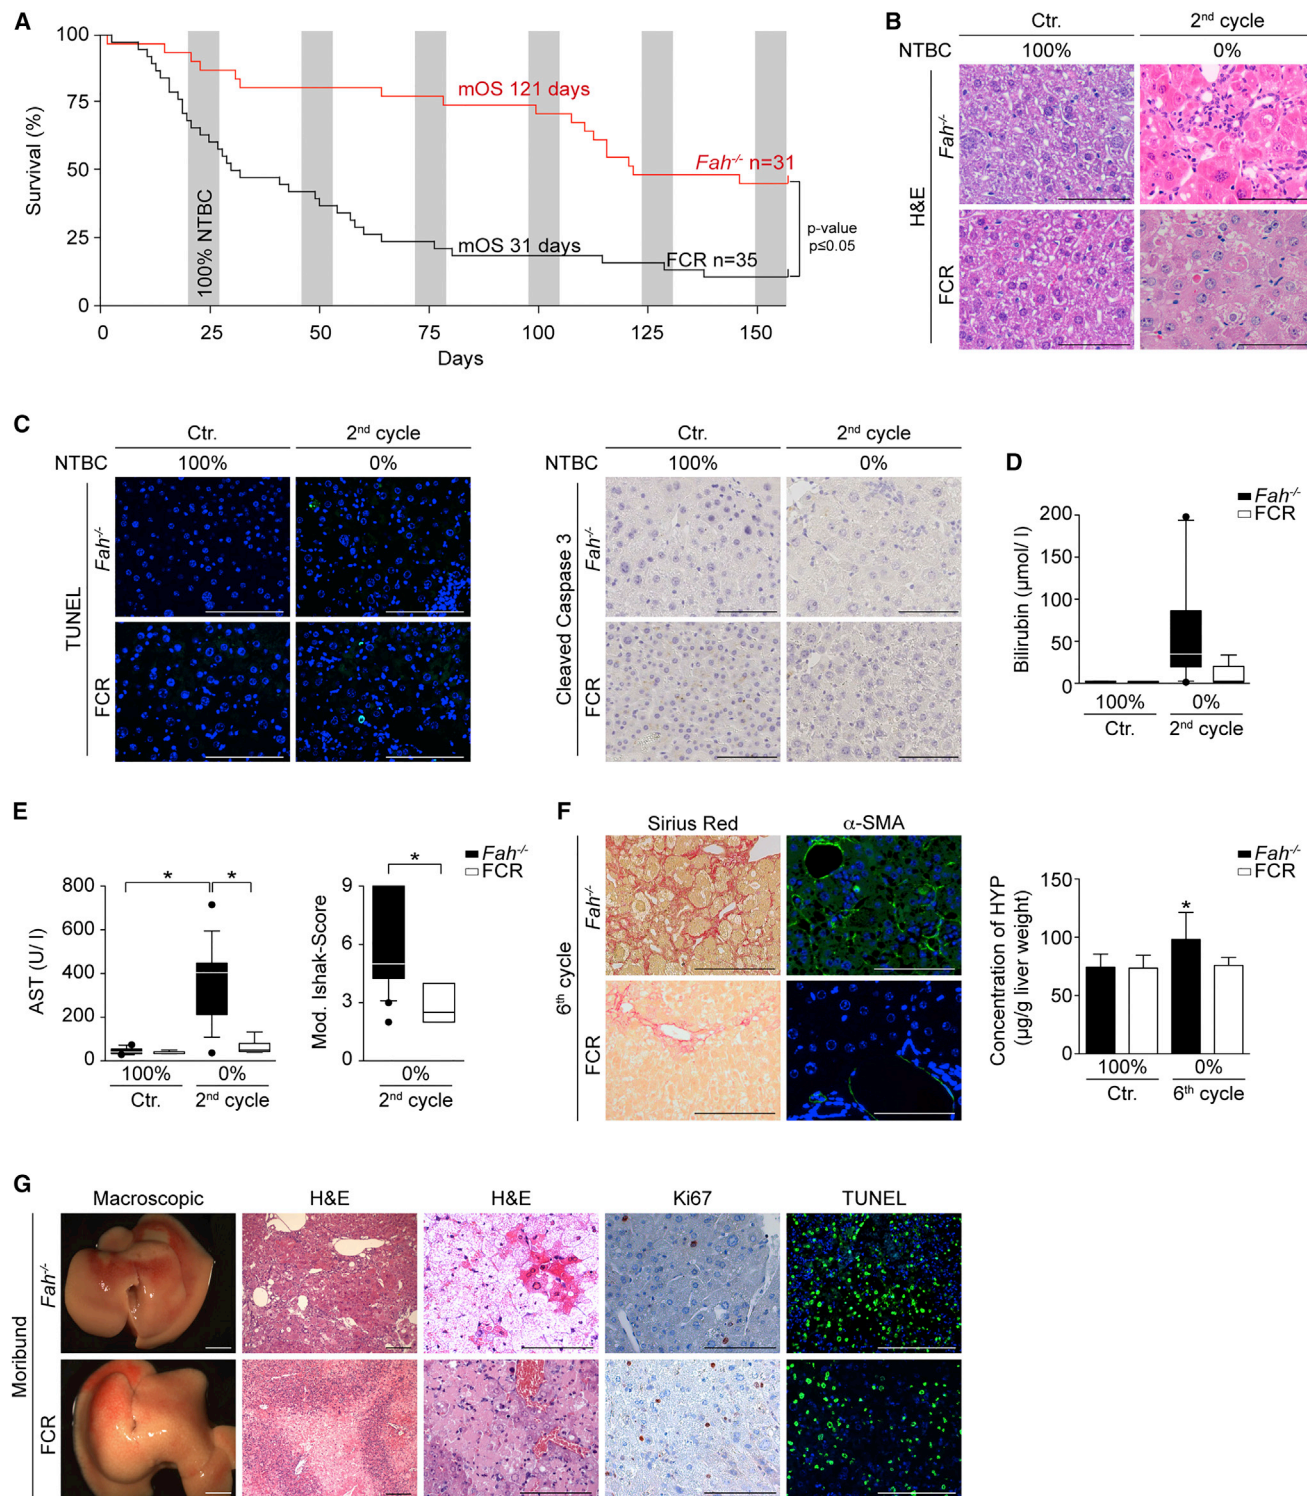 A
Survival (%)
100
75
50
25
0
0 25 50 75 100 125 150
Days
100% NTBC
mOS 121 days
Fah-/- n=31
mOS 31 days
FCR n=35
p-value
p≤0.05
B
Ctr. 2nd cycle
NTBC 100% 0%
H&E
Fah-/-
FCR
C
Ctr. 2nd cycle
NTBC 100% 0%
TUNEL
Fah-/-
FCR
Ctr. 2nd cycle
NTBC 100% 0%
Cleaved Caspase 3
Fah-/-
FCR
D
Fah-/-
FCR
Bilirubin (µmol/ l)
200
150
100
50
0
100% 0%
Ctr. 2nd cycle
E
Fah-/-
FCR
AST (U/ l)
800
600
400
200
0
* *
100% 0%
Ctr. 2nd cycle
Mod. Ishak-Score
9
6
3
0
*
0%
2nd cycle
F
Sirius Red α-SMA
6th cycle
Fah-/-
FCR
Fah-/-
FCR
Concentration of HYP
(µg/g liver weight)
150
100
50
0
*
100% 0%
Ctr. 6th cycle
G
Macroscopic H&E H&E Ki67 TUNEL
Moribund
Fah-/-
FCR